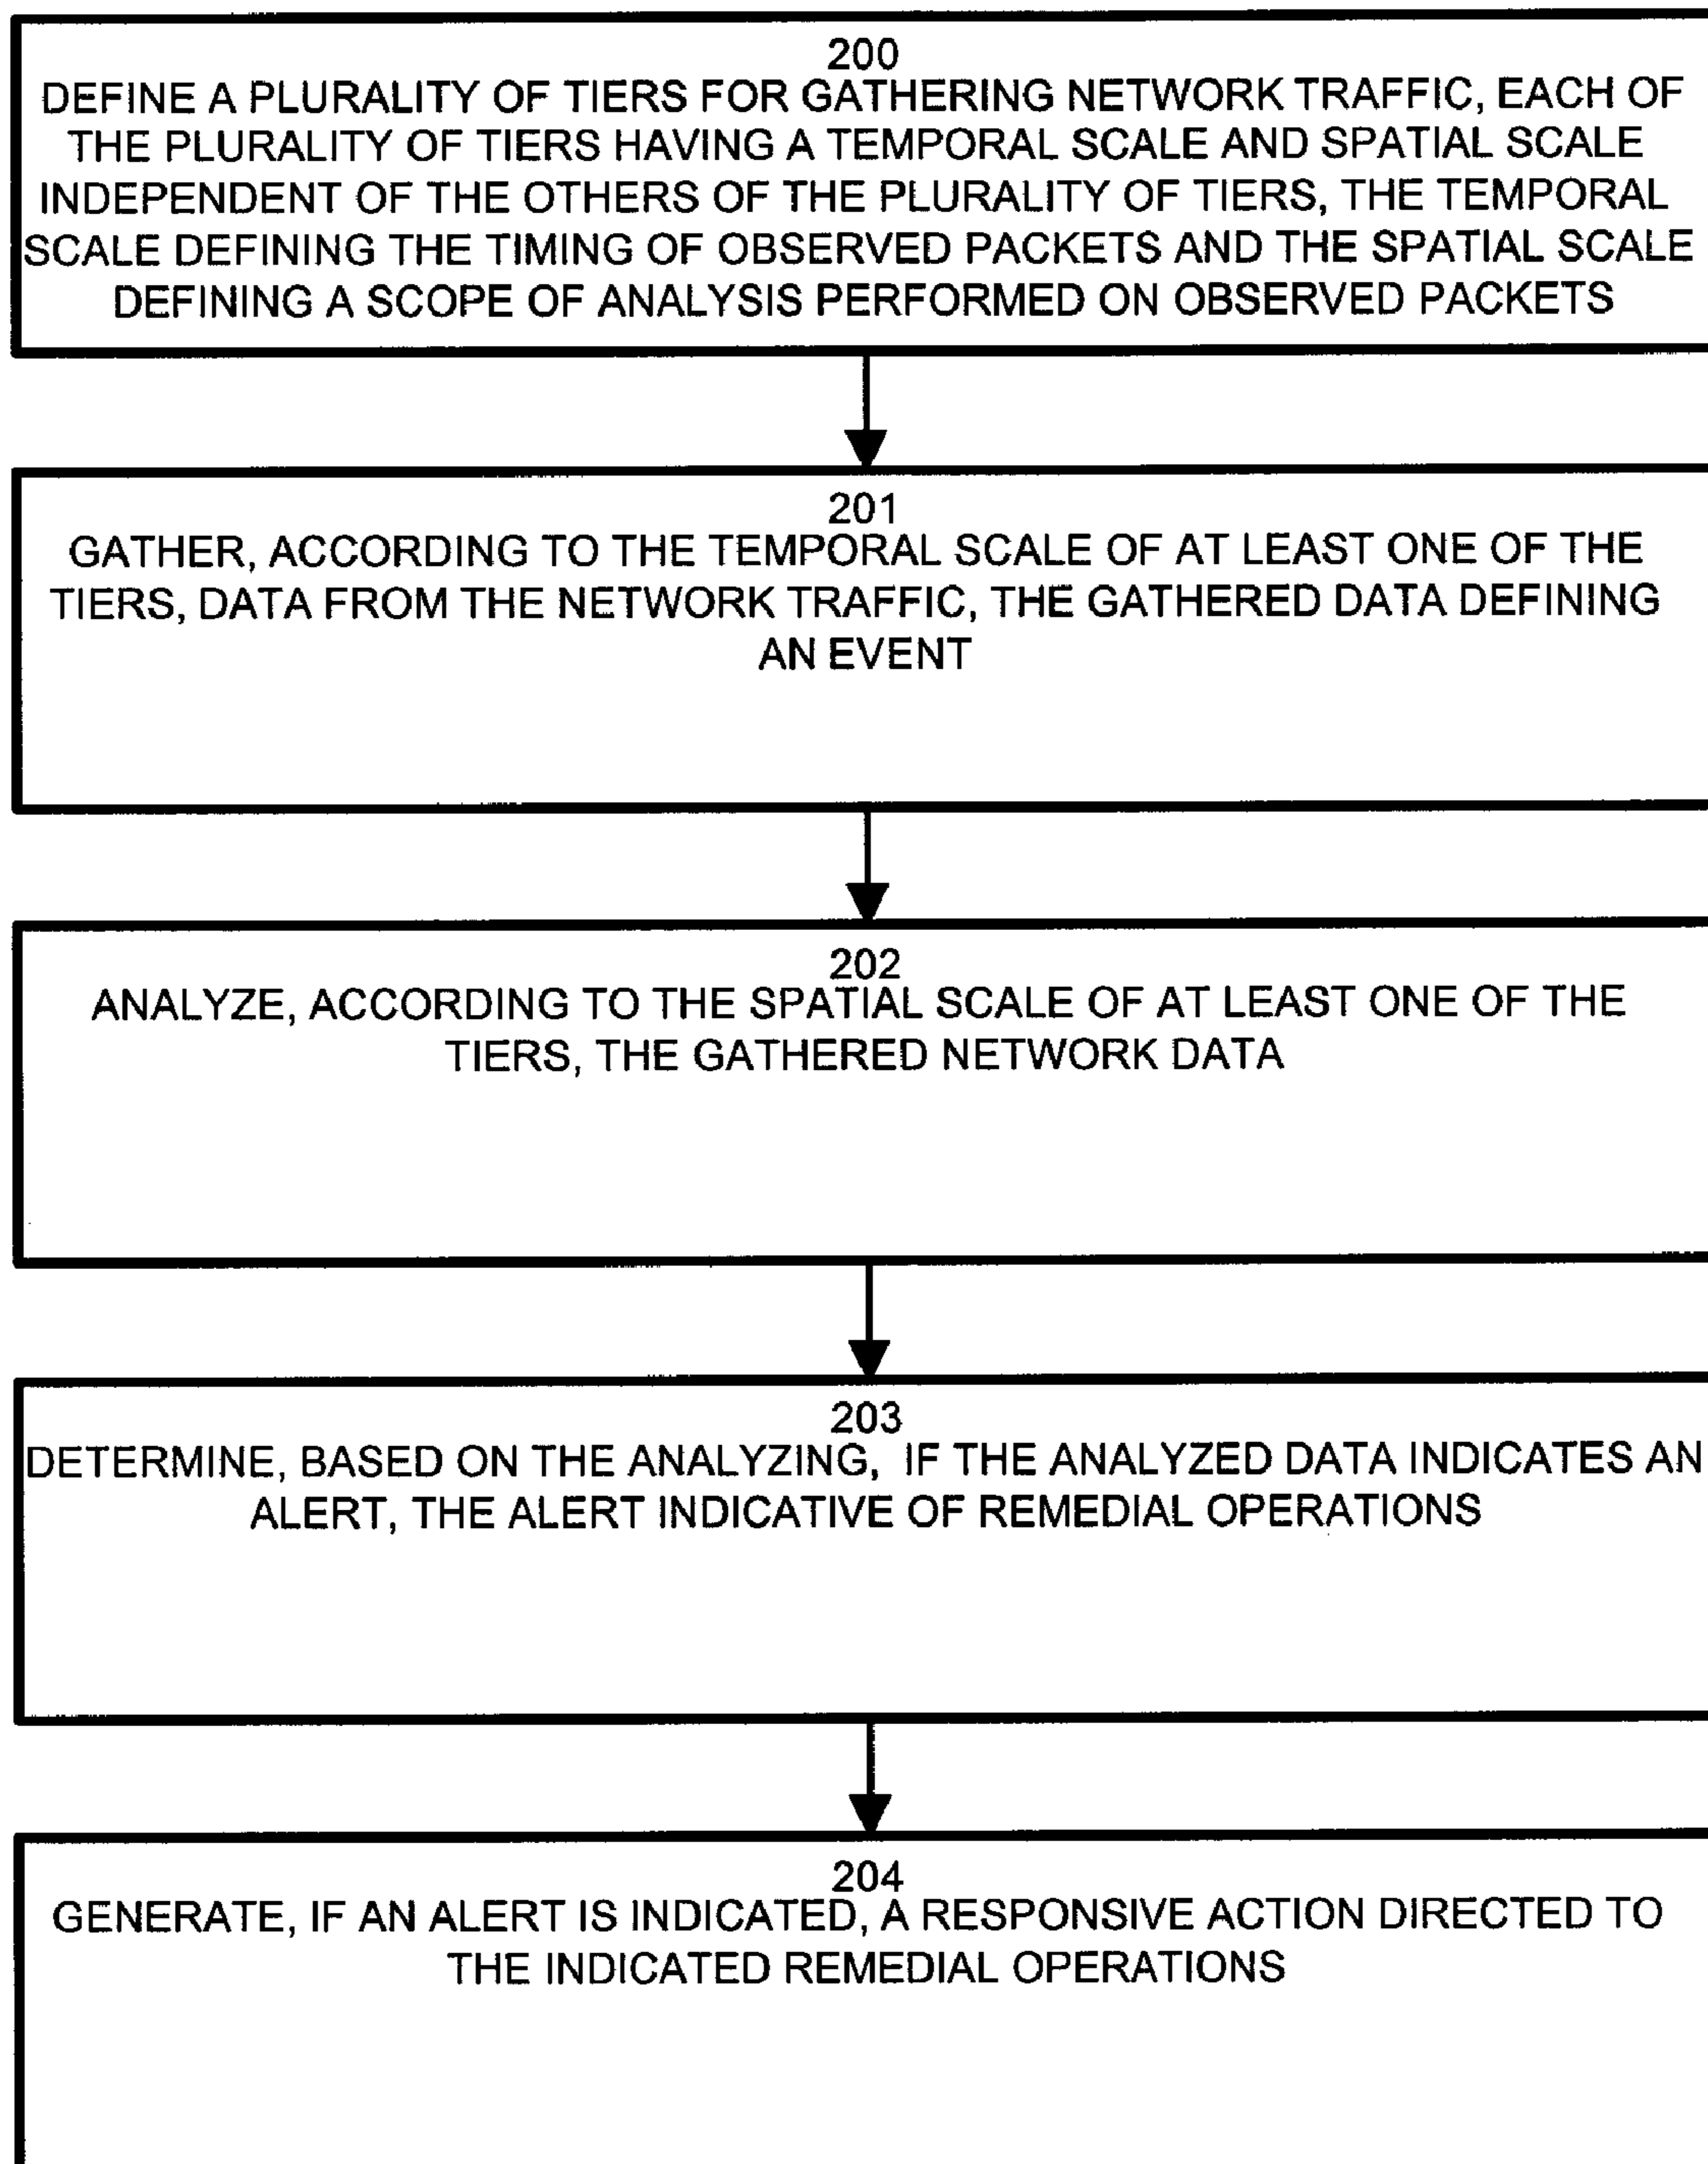 200
DEFINE A PLURALITY OF TIERS FOR GATHERING NETWORK TRAFFIC, EACH OF
THE PLURALITY OF TIERS HAVING A TEMPORAL SCALE AND SPATIAL SCALE
INDEPENDENT OF THE OTHERS OF THE PLURALITY OF TIERS, THE TEMPORAL
SCALE DEFINING THE TIMING OF OBSERVED PACKETS AND THE SPATIAL SCALE
DEFINING A SCOPE OF ANALYSIS PERFORMED ON OBSERVED PACKETS
201
GATHER, ACCORDING TO THE TEMPORAL SCALE OF AT LEAST ONE OF THE
TIERS, DATA FROM THE NETWORK TRAFFIC, THE GATHERED DATA DEFINING
AN EVENT
202
ANALYZE, ACCORDING TO THE SPATIAL SCALE OF AT LEAST ONE OF THE
TIERS, THE GATHERED NETWORK DATA
203
DETERMINE, BASED ON THE ANALYZING, IF THE ANALYZED DATA INDICATES AN
ALERT, THE ALERT INDICATIVE OF REMEDIAL OPERATIONS
204
GENERATE, IF AN ALERT IS INDICATED, A RESPONSIVE ACTION DIRECTED TO
THE INDICATED REMEDIAL OPERATIONS